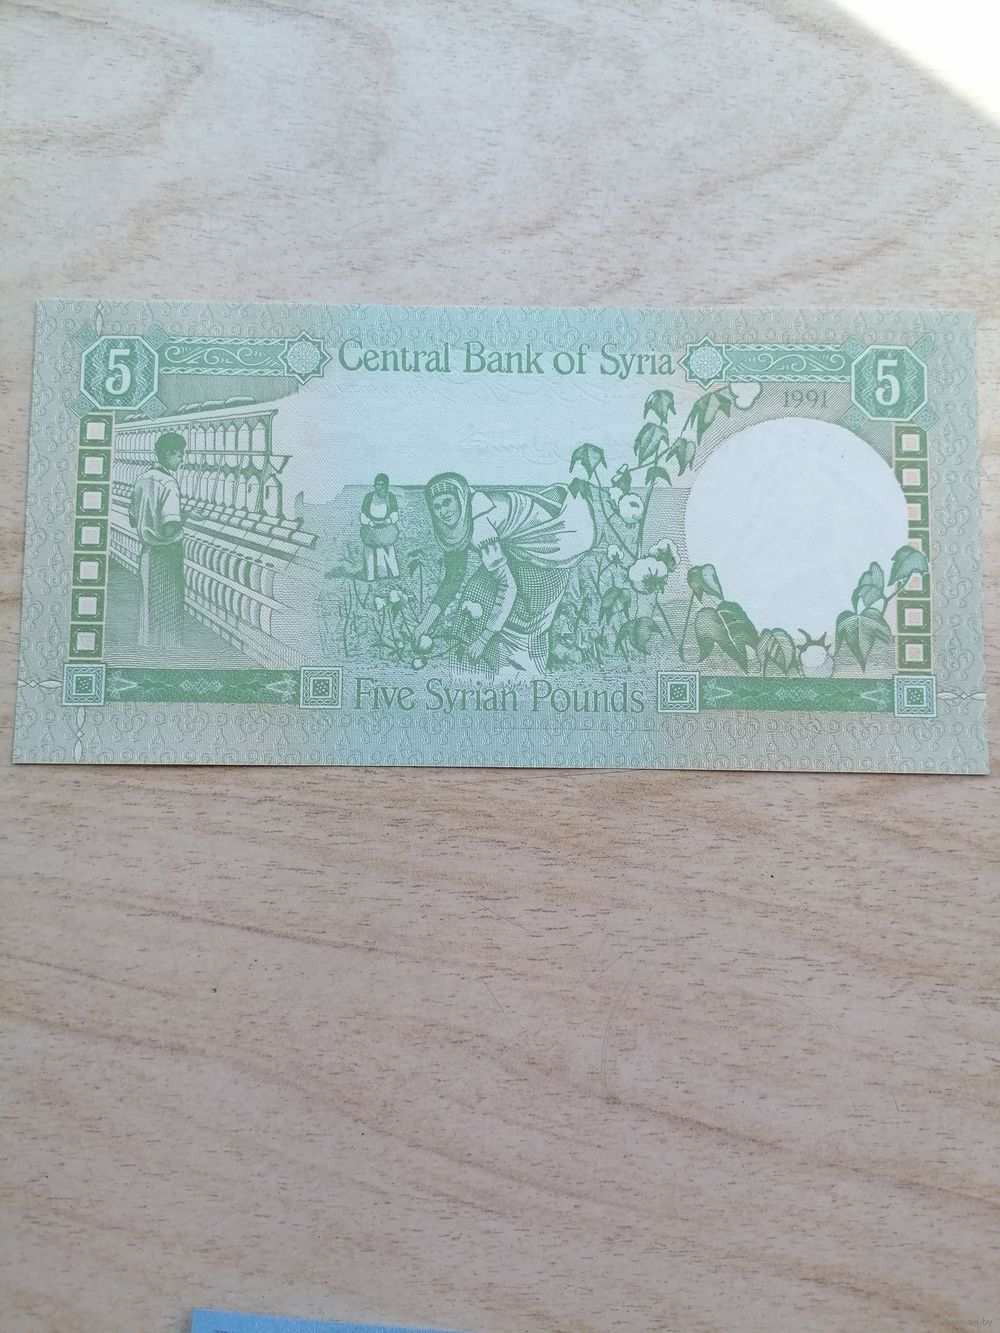 5
Central Bank of Syria
5
1991
Five Syrian Pounds